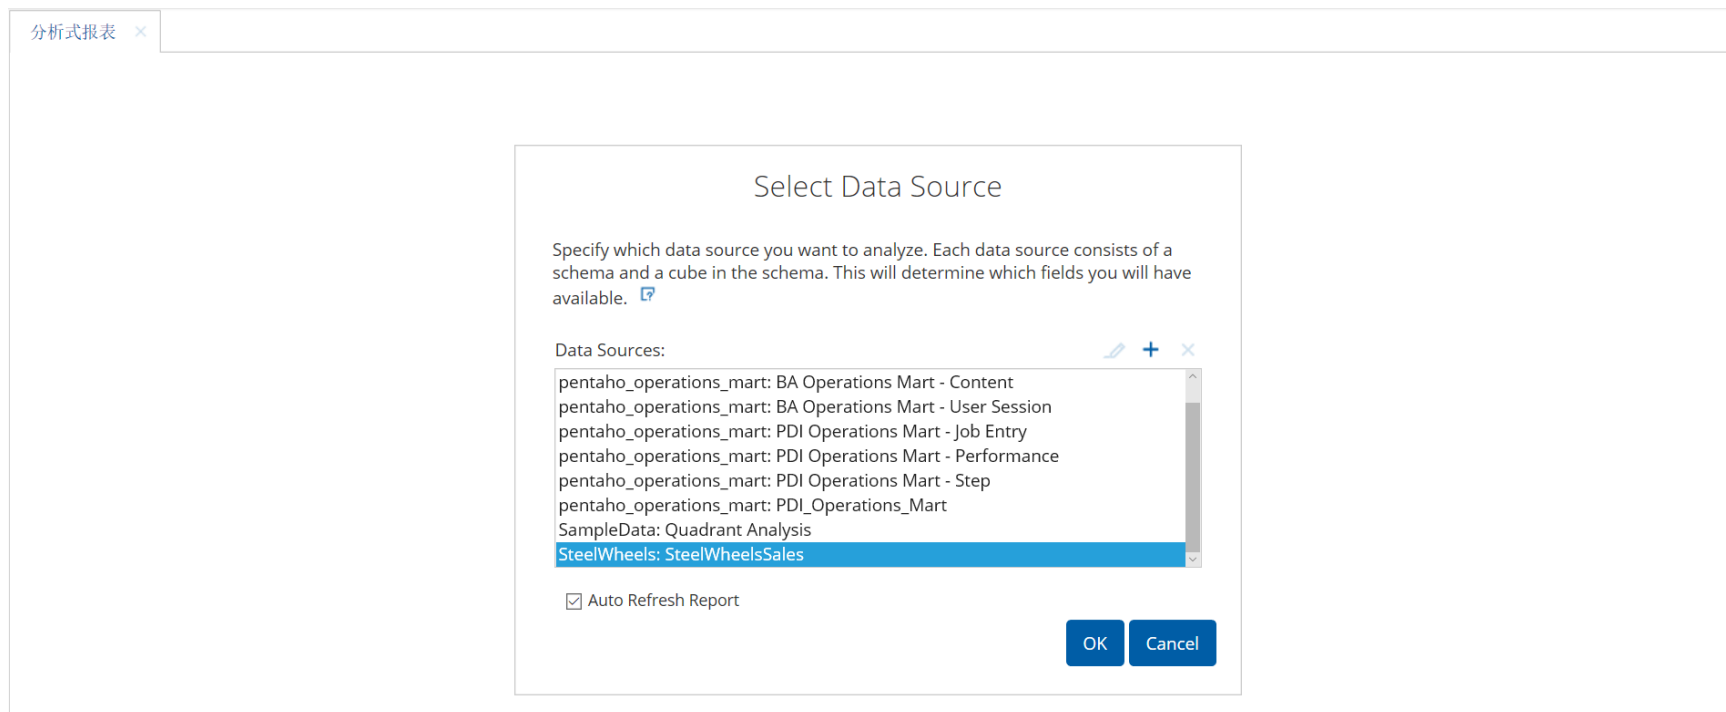 分析式报表
Select Data Source
Specify which data source you want to analyze. Each data source consists of a
schema and a cube in the schema. This will determine which fields you will have
available.
Data Sources:
pentaho_operations_mart: BA Operations Mart - Content
pentaho_operations_mart: BA Operations Mart - User Session
pentaho_operations_mart: PDI Operations Mart - Job Entry
pentaho_operations_mart: PDI Operations Mart - Performance
pentaho_operations_mart: PDI Operations Mart - Step
pentaho_operations_mart: PDI_Operations_Mart
SampleData: Quadrant Analysis
SteelWheels: SteelWheelsSales
Auto Refresh Report
OK Cancel